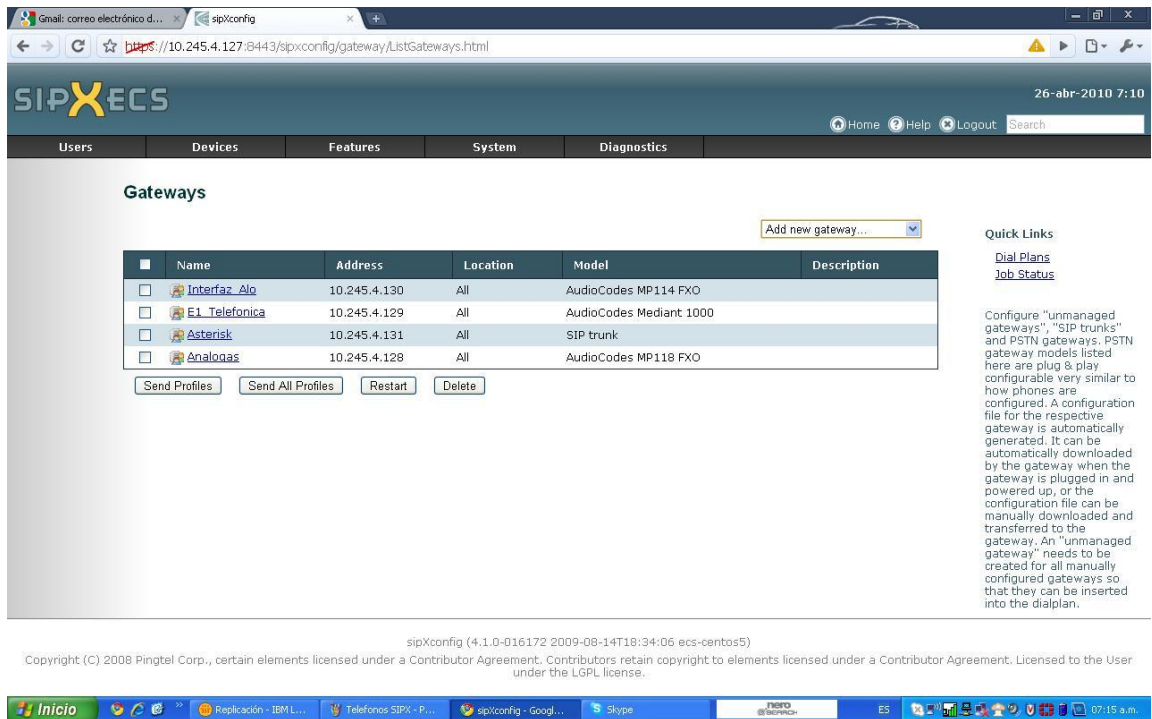 Gmail: correo electrónico d...
sipXconfig
https://10.245.4.127:8443/sipxconfig/gateway/ListGateways.html
SIPXECS
26-abr-2010 7:10
Home Help Logout Search
Users Devices Features System Diagnostics
Gateways
Add new gateway...
Name Address Location Model Description
Interfaz_Alo 10.245.4.130 All AudioCodes MP114 FXO
E1_Telefonica 10.245.4.129 All AudioCodes Mediant 1000
Asterisk 10.245.4.131 All SIP trunk
Analogas 10.245.4.128 All AudioCodes MP118 FXO
Send Profiles Send All Profiles Restart Delete
Quick Links
Dial Plans
Job Status
Configure "unmanaged
gateways", "SIP trunks"
and PSTN gateways. PSTN
gateway models listed
here are plug & play
configurable very similar to
how phones are
configured. A configuration
file for the respective
gateway is automatically
generated. It can be
automatically downloaded
by the gateway when the
gateway is plugged in and
powered up, or the
configuration file can be
manually downloaded and
transferred to the
gateway. An "unmanaged
gateway" needs to be
created for all manually
configured gateways so
that they can be inserted
into the dialplan.
sipXconfig (4.1.0-016172 2009-08-14T18:34:06 ecs-centos5)
Copyright (C) 2008 Pingtel Corp., certain elements licensed under a Contributor Agreement. Contributors retain copyright to elements licensed under a Contributor Agreement. Licensed to the User
under the LGPL license.
Inicio Replicación - IBM L... Telefonos SIPX - P... sipXconfig - Googl... Skype nero SEARCH ES 07:15 a.m.